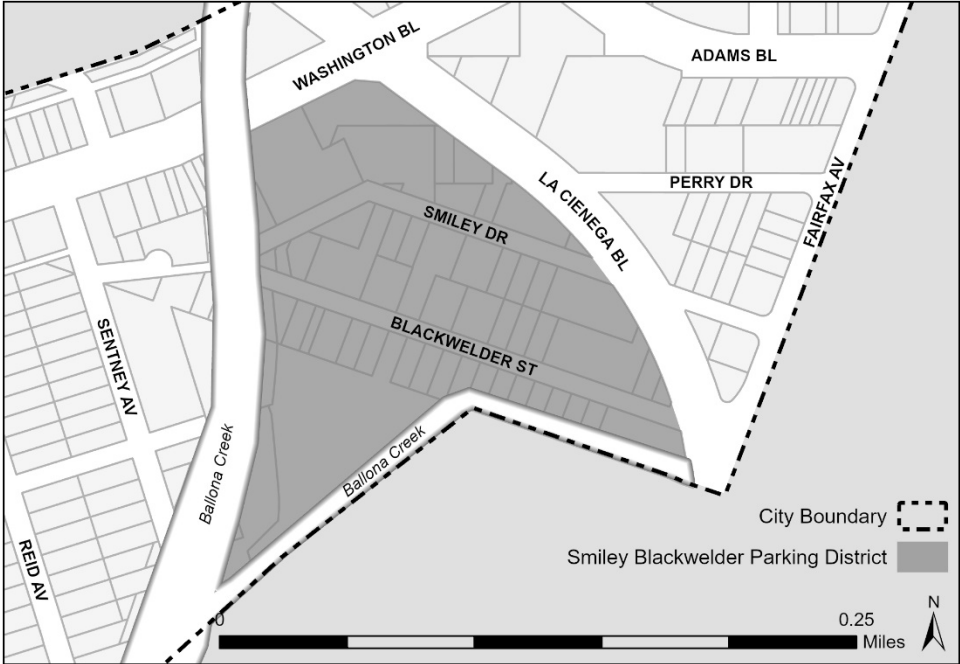 WASHINGTON BL
ADAMS BL
PERRY DR
FAIRFAX AV
LA CIENEGA BL
SMILEY DR
BLACKWELDER ST
SENTNEY AV
Ballona Creek
Ballona Creek
REID AV
City Boundary
Smiley Blackwelder Parking District
0
0.25
Miles
N